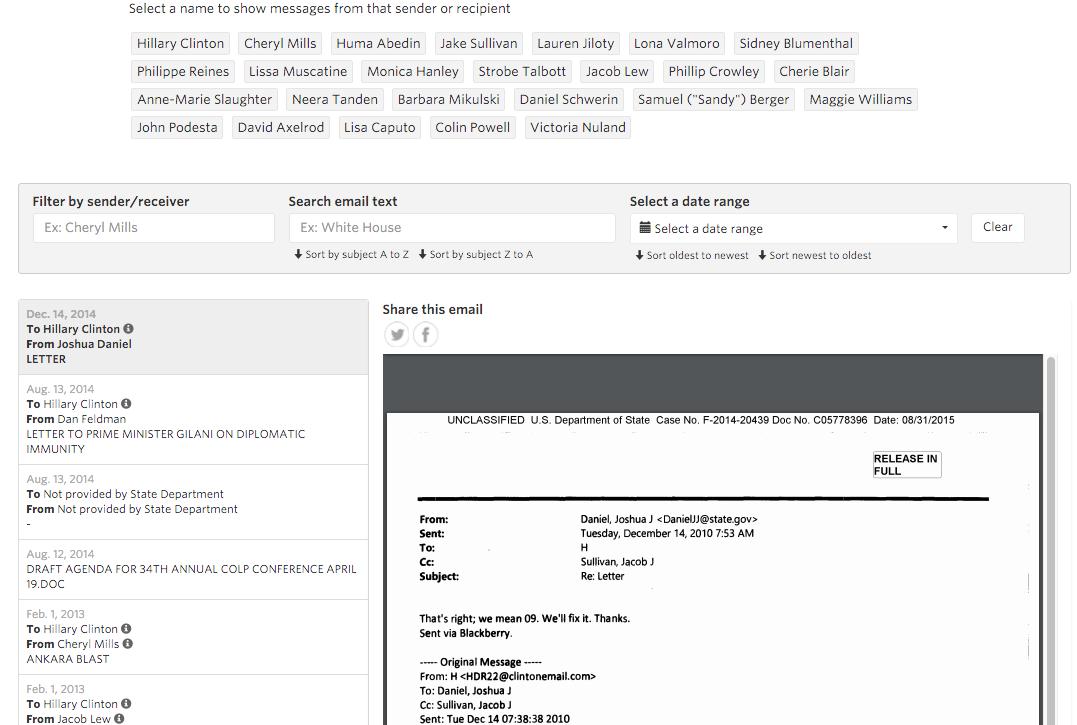 Select a name to show messages from that sender or recipient
Hillary Clinton Cheryl Mills Huma Abedin Jake Sullivan Lauren Jiloty Lona Valmoro Sidney Blumenthal
Philippe Reines Lissa Muscatine Monica Hanley Strobe Talbott Jacob Lew Phillip Crowley Cherie Blair
Anne-Marie Slaughter Neera Tanden Barbara Mikulski Daniel Schwerin Samuel ("Sandy") Berger Maggie Williams
John Podesta David Axelrod Lisa Caputo Colin Powell Victoria Nuland
Filter by sender/receiver Search email text Select a date range
Ex: Cheryl Mills Ex: White House Select a date range Clear
Sort by subject A to Z Sort by subject Z to A Sort oldest to newest Sort newest to oldest
Dec. 14, 2014
To Hillary Clinton
From Joshua Daniel
LETTER
Aug. 13, 2014
To Hillary Clinton
From Dan Feldman
LETTER TO PRIME MINISTER GILANI ON DIPLOMATIC
IMMUNITY
Aug. 13, 2014
To Not provided by State Department
From Not provided by State Department
-
Aug. 12, 2014
DRAFT AGENDA FOR 34TH ANNUAL COLP CONFERENCE APRIL
19.DOC
Feb. 1, 2013
To Hillary Clinton
From Cheryl Mills
ANKARA BLAST
Feb. 1, 2013
To Hillary Clinton
From Jacob Lew
Share this email
UNCLASSIFIED U.S. Department of State Case No. F-2014-20439 Doc No. C05778396 Date: 08/31/2015
RELEASE IN
FULL
From: Daniel, Joshua J <DanielJJ@state.gov>
Sent: Tuesday, December 14, 2010 7:53 AM
To: H
Cc: Sullivan, Jacob J
Subject: Re: Letter
That's right; we mean 09. We'll fix it. Thanks.
Sent via Blackberry.
----- Original Message -----
From: H <HDR22@clintonemail.com>
To: Daniel, Joshua J
Cc: Sullivan, Jacob J
Sent: Tue Dec 14 07:38:38 2010